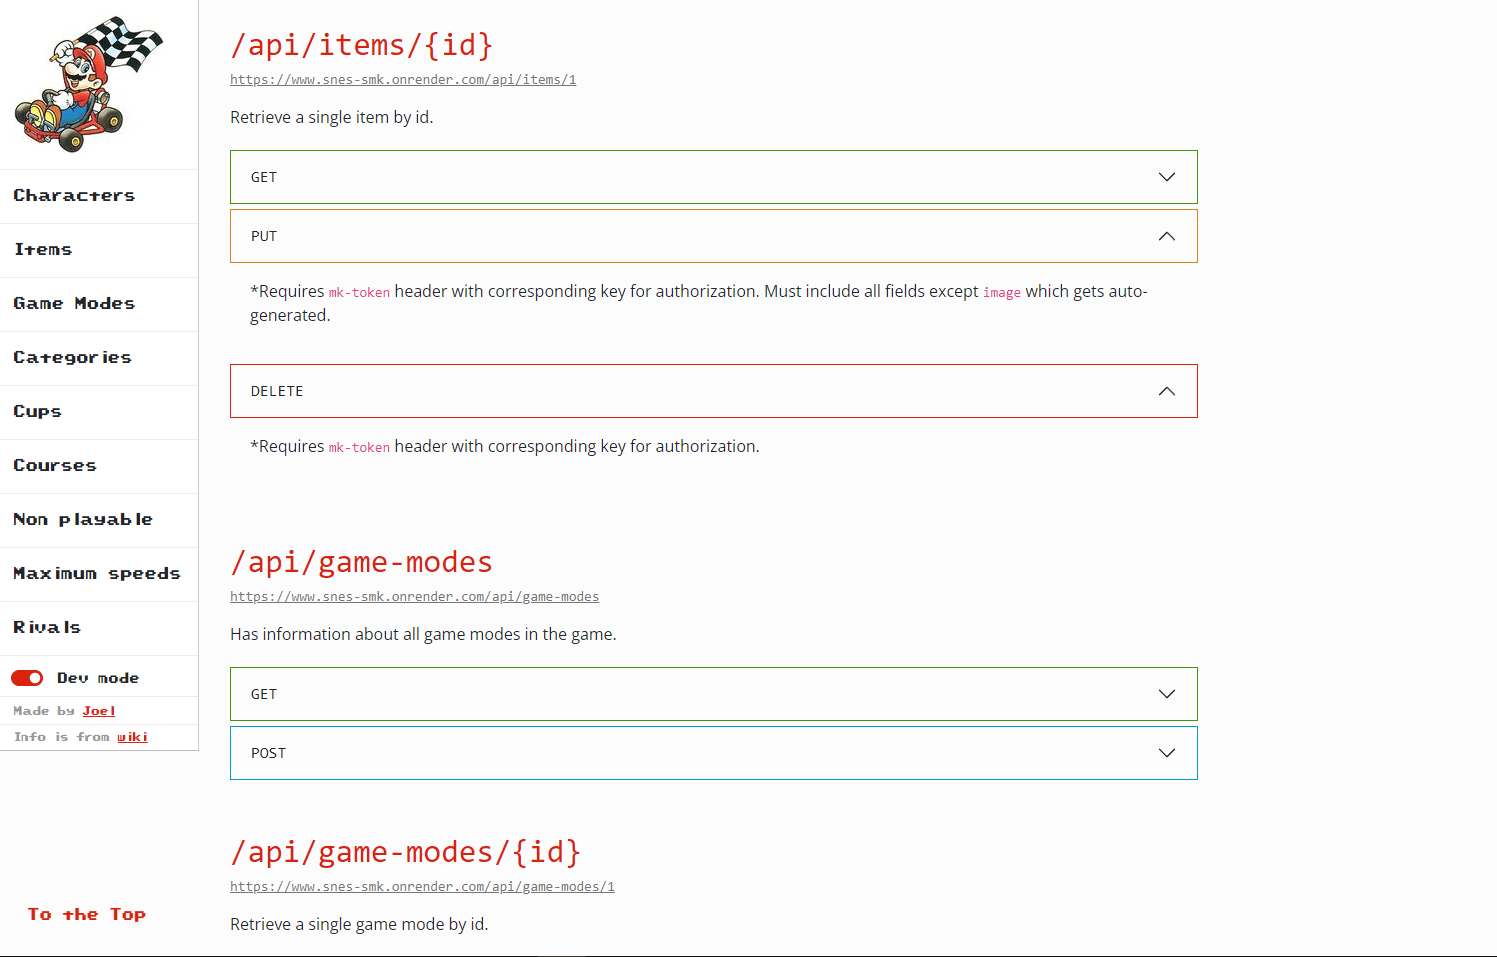 Characters
Items
Game Modes
Categories
Cups
Courses
Non playable
Maximum speeds
Rivals
Dev mode
Made by Joel
Info is from wiki
To the Top
/api/items/{id}
https://www.snes-smk.onrender.com/api/items/1
Retrieve a single item by id.
GET
PUT
*Requires mk-token header with corresponding key for authorization. Must include all fields except image which gets auto-
generated.
DELETE
*Requires mk-token header with corresponding key for authorization.
/api/game-modes
https://www.snes-smk.onrender.com/api/game-modes
Has information about all game modes in the game.
GET
POST
/api/game-modes/{id}
https://www.snes-smk.onrender.com/api/game-modes/1
Retrieve a single game mode by id.